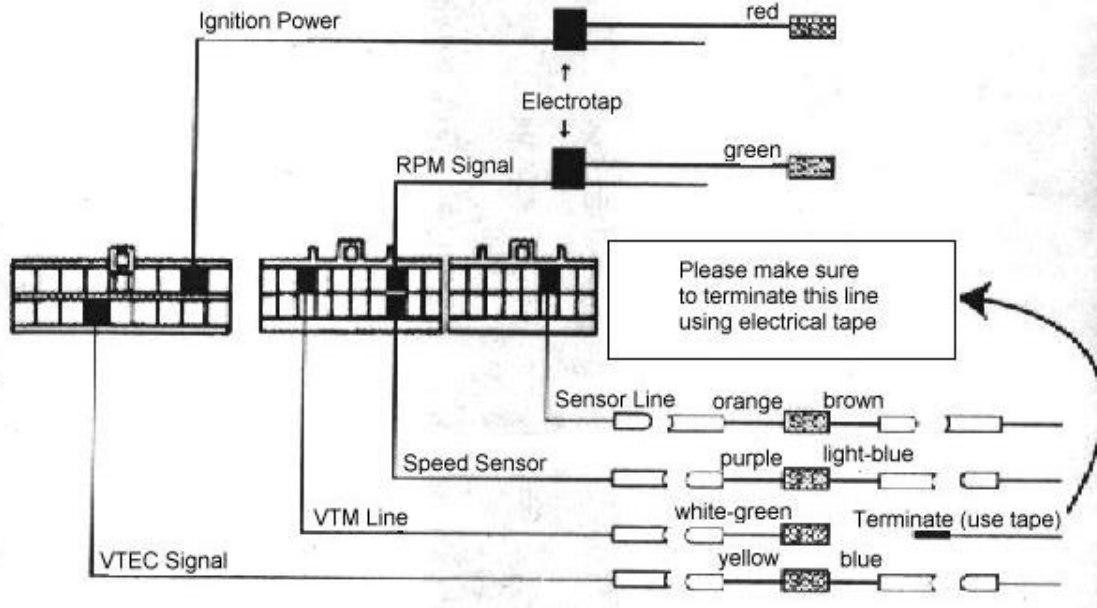 Ignition Power
red
Electrotap
RPM Signal
green
Please make sure
to terminate this line
using electrical tape
Sensor Line
orange
brown
Speed Sensor
purple
light-blue
VTM Line
white-green
Terminate (use tape)
VTEC Signal
yellow
blue